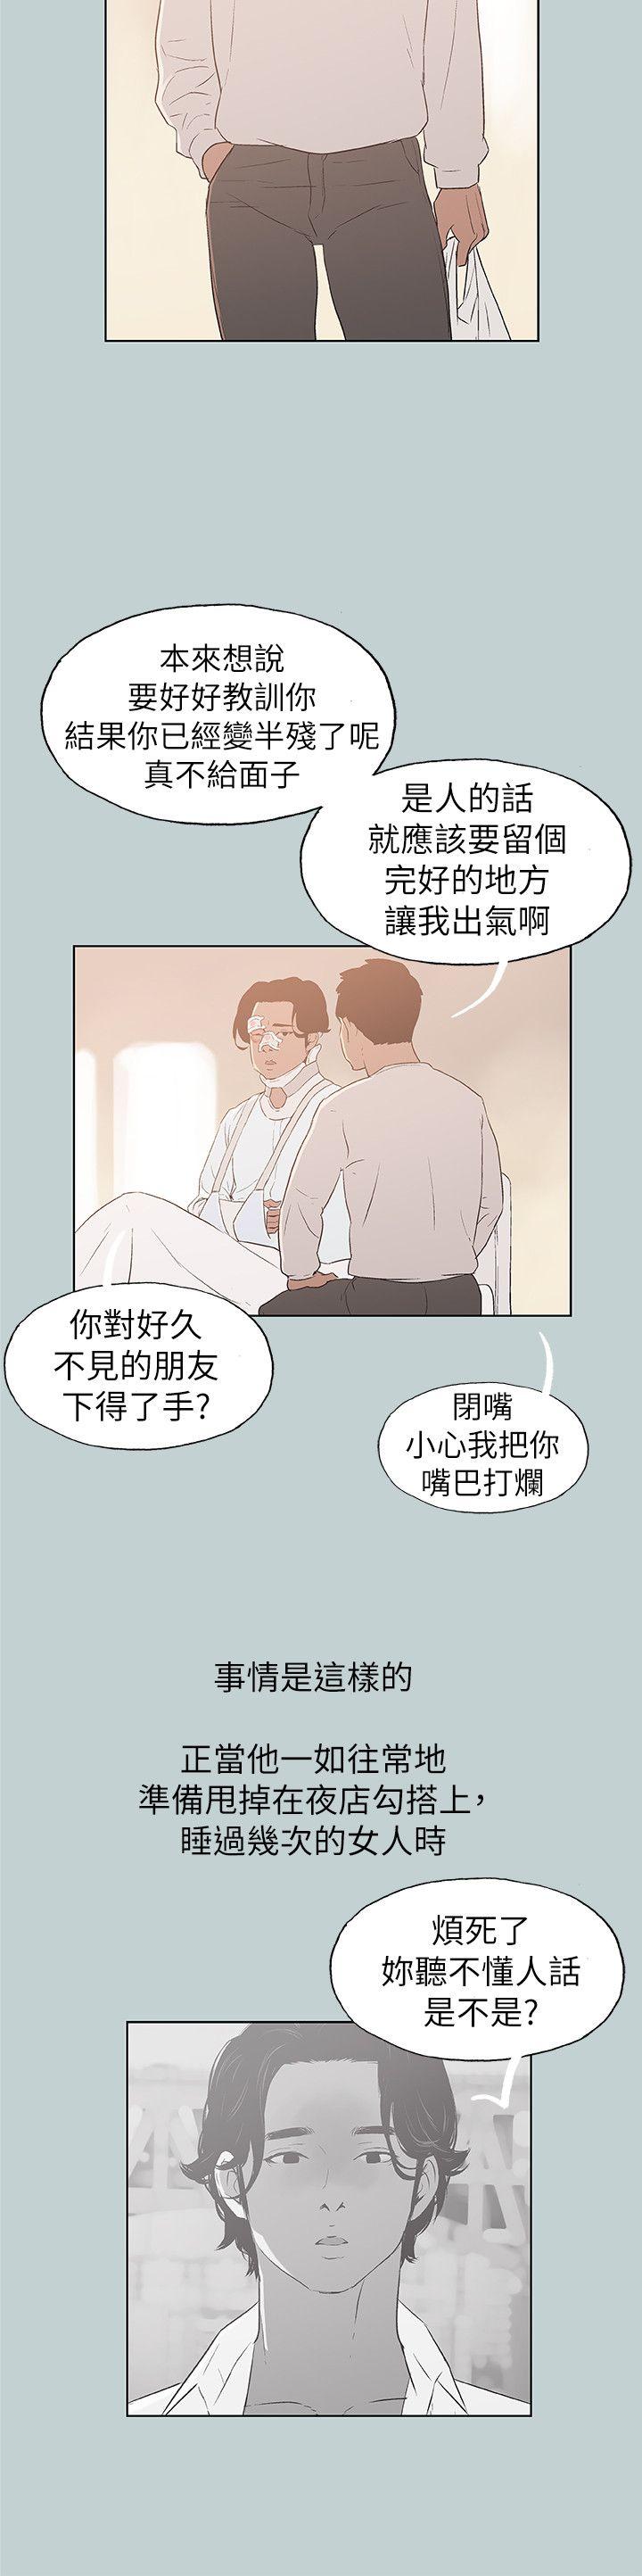 本來想說
要好好教訓你
結果你已經變半殘了呢
真不給面子
是人的話
就應該要留個
完好的地方
讓我出氣啊
你對好久
不見的朋友
下得了手?
閉嘴
小心我把你
嘴巴打爛
事情是這樣的
正當他一如往常地
準備甩掉在夜店勾搭上,
睡過幾次的女人時
煩死了
妳聽不懂人話
是不是?